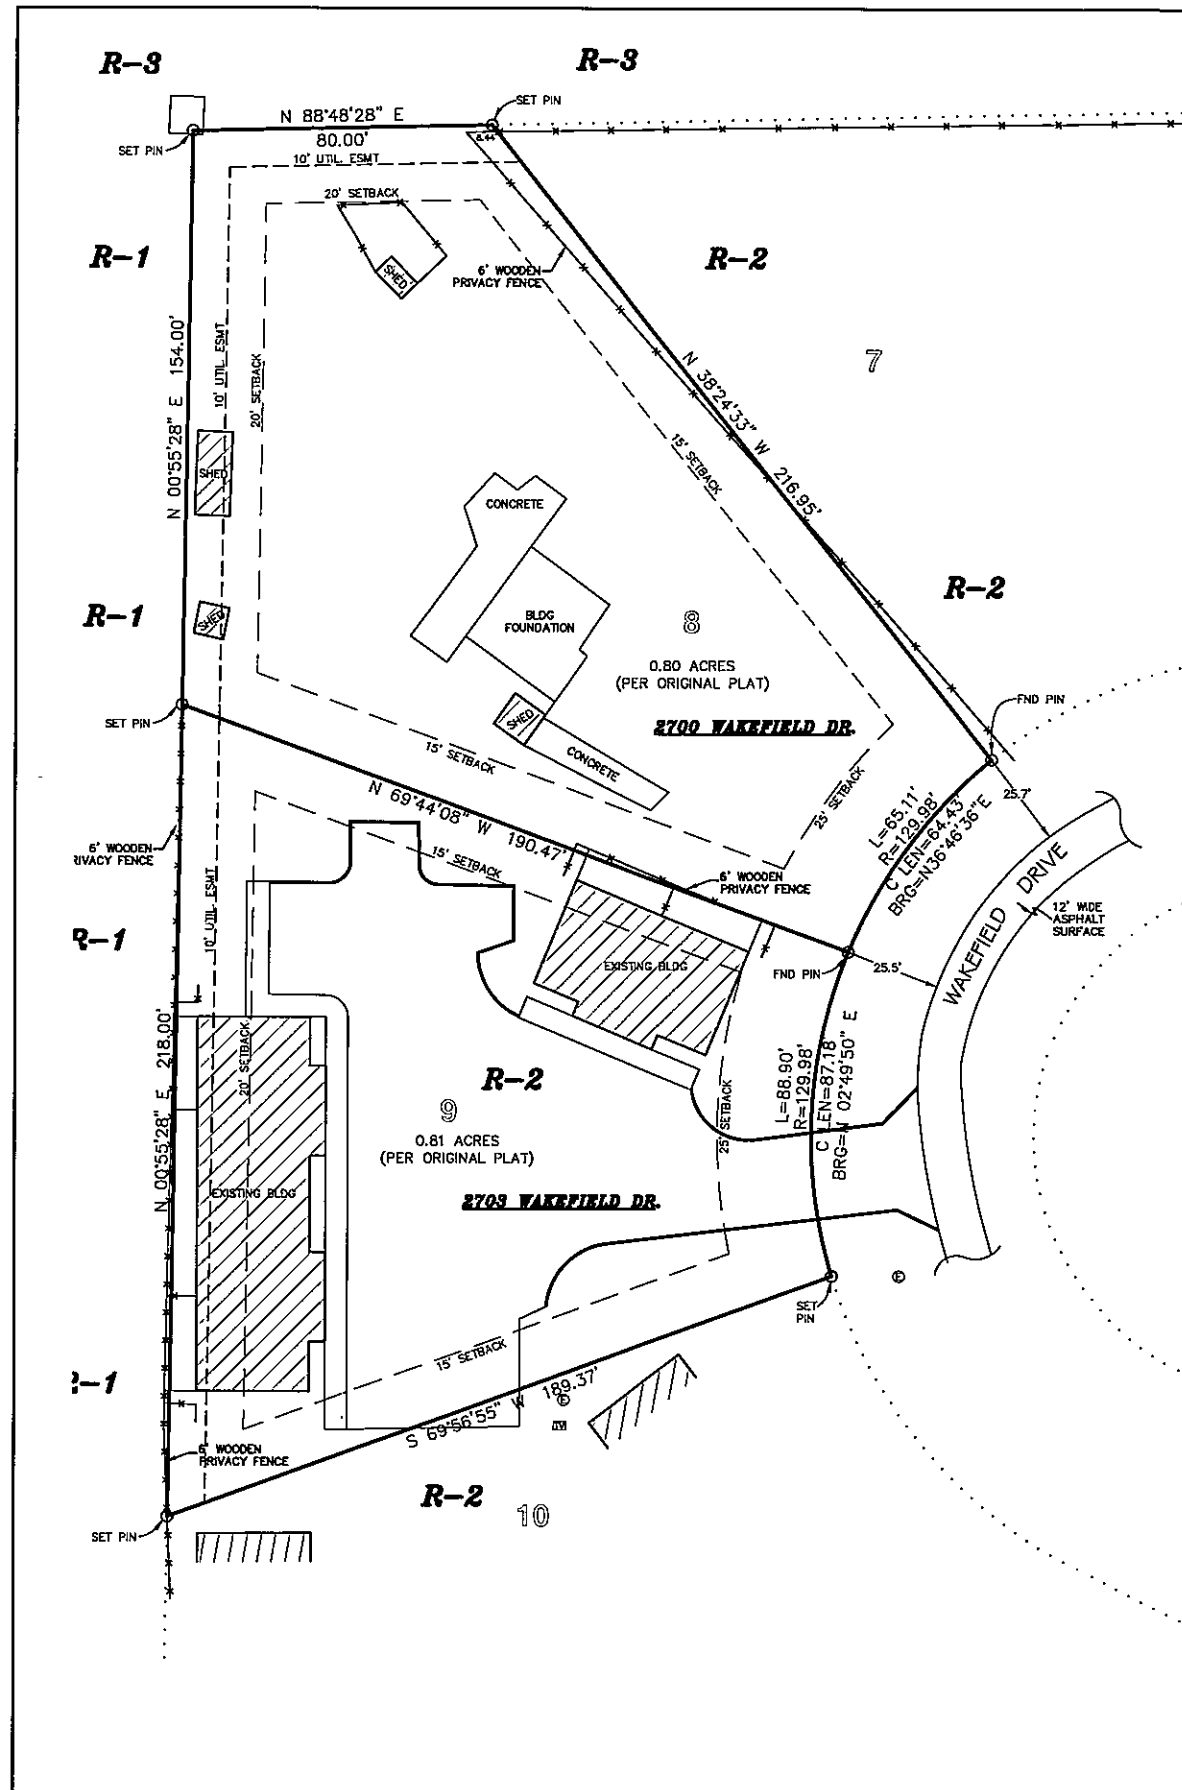 R-3
R-3
SET PIN
N 88°48'28" E
80.00'
8.44'
SET PIN
10' UTIL. ESMT
20' SETBACK
R-1
R-2
SHED
6' WOODEN
PRIVACY FENCE
N 00°55'28" E 154.00'
10' UTIL. ESMT
20' SETBACK
7
N 38°24'33" W 216.95'
15' SETBACK
SHED
CONCRETE
R-2
R-1
SHED
BLDG
FOUNDATION
8
0.80 ACRES
(PER ORIGINAL PLAT)
FND PIN
SET PIN
SHED
2700 WAKEFIELD DR.
15' SETBACK
CONCRETE
25' SETBACK
25.7'
L=65.11'
R=129.98'
C LEN=64.43'
BRG=N36°46'36"E
N 69°44'08" W 190.47'
6' WOODEN
RIVACY FENCE
15' SETBACK
6' WOODEN
PRIVACY FENCE
WAKEFIELD DRIVE
12' WIDE
ASPHALT
SURFACE
R-1
10' UTIL. ESMT
EXISTING BLDG
FND PIN
25.5'
N 00°55'28" E 218.00'
20' SETBACK
R-2
25' SETBACK
L=88.90'
R=129.98'
C LEN=87.18
BRG=N 02°49'50" E
9
0.81 ACRES
(PER ORIGINAL PLAT)
EXISTING BLDG
2703 WAKEFIELD DR.
E
SET
PIN
15' SETBACK
-1
S 69°56'55" W 189.37'
E
TV
6' WOODEN
PRIVACY FENCE
R-2
10
SET PIN